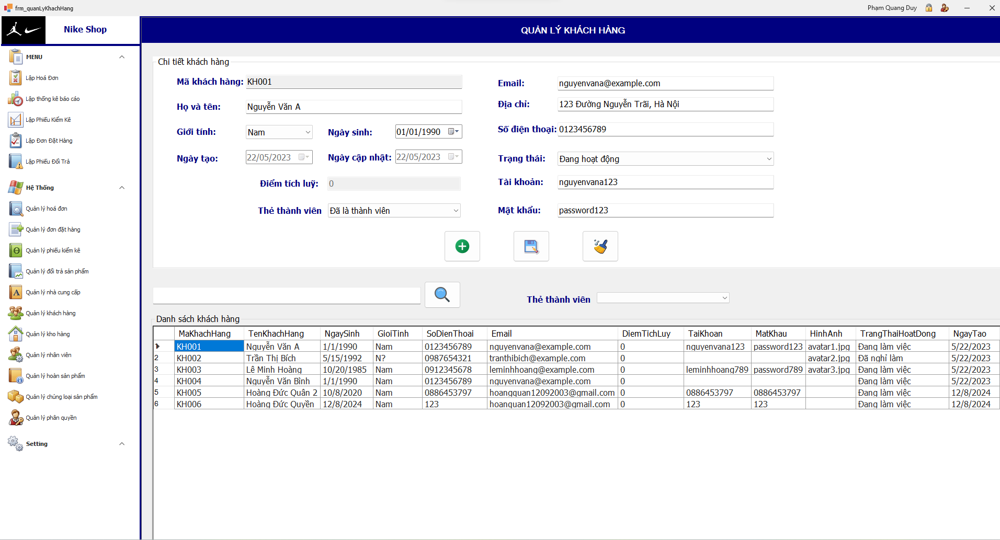 frm_quanLyKhachHang
Phạm Quang Duy
Nike Shop
MENU
Lập Hoá Đơn
Lập thống kê báo cáo
Lập Phiếu Kiểm Kê
Lập Đơn Đặt Hàng
Lập Phiếu Đổi Trả
Hệ Thống
Quản lý hoá đơn
Quản lý đơn đặt hàng
Quản lý phiếu kiểm kê
Quản lý đổi trả sản phẩm
Quản lý nhà cung cấp
Quản lý khách hàng
Quản lý kho hàng
Quản lý nhân viên
Quản lý hoàn sản phẩm
Quản lý chủng loại sản phẩm
Quản lý phân quyền
Setting
QUẢN LÝ KHÁCH HÀNG
Chi tiết khách hàng
Mã khách hàng: KH001
Họ và tên: Nguyễn Văn A
Giới tính: Nam Ngày sinh: 01/01/1990
Ngày tạo: 22/05/2023 Ngày cập nhật: 22/05/2023
Điểm tích luỹ: 0
Thẻ thành viên Đã là thành viên
Email: nguyenvana@example.com
Địa chỉ: 123 Đường Nguyễn Trãi, Hà Nội
Số điện thoại: 0123456789
Trạng thái: Đang hoạt động
Tài khoản: nguyenvana123
Mật khẩu: password123
Thẻ thành viên
Danh sách khách hàng
MaKhachHang TenKhachHang NgaySinh GioiTinh SoDienThoai Email DiemTichLuy TaiKhoan MatKhau HinhAnh TrangThaiHoatDong NgayTao
1 KH001 Nguyễn Văn A 1/1/1990 Nam 0123456789 nguyenvana@example.com 0 nguyenvana123 password123 avatar1.jpg Đang làm việc 5/22/2023
2 KH002 Trần Thị Bích 5/15/1992 N? 0987654321 tranthibich@example.com 0 avatar2.jpg Đã nghỉ làm 5/22/2023
3 KH003 Lê Minh Hoàng 10/20/1985 Nam 0912345678 leminhhoang@example.com 0 leminhhoang789 password789 avatar3.jpg Đang làm việc 5/22/2023
4 KH004 Nguyễn Văn Bình 1/1/1990 Nam 0123456789 nguyenvana@example.com 0 Đang làm việc 5/22/2023
5 KH005 Hoàng Đức Quân 2 10/8/2020 Nam 0886453797 hoangquan12092003@gmail.com 0 0886453797 0886453797 Đang làm việc 12/8/2024
6 KH006 Hoàng Đức Quyền 12/8/2024 Nam 123 hoanquan12092003@gmail.com 0 123 123 Đang làm việc 12/8/2024